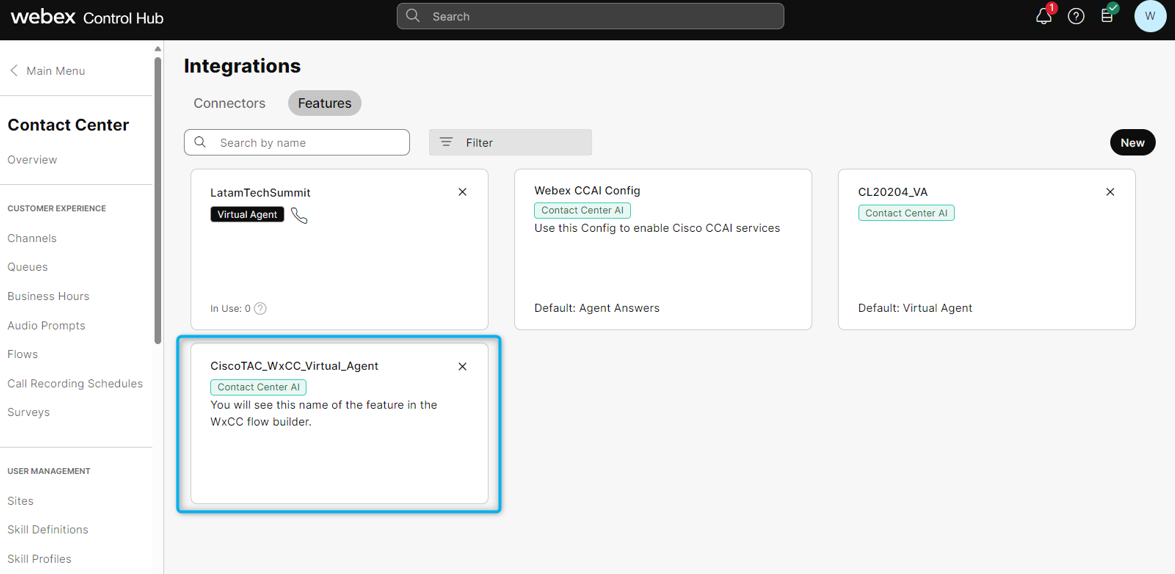 webex Control Hub
Search
1
W
Main Menu
Contact Center
Overview
CUSTOMER EXPERIENCE
Channels
Queues
Business Hours
Audio Prompts
Flows
Call Recording Schedules
Surveys
USER MANAGEMENT
Sites
Skill Definitions
Skill Profiles
Integrations
Connectors
Features
Search by name
Filter
New
LatamTechSummit
Virtual Agent
In Use: 0
Webex CCAI Config
Contact Center AI
Use this Config to enable Cisco CCAI services
Default: Agent Answers
CL20204_VA
Contact Center AI
Default: Virtual Agent
CiscoTAC_WxCC_Virtual_Agent
Contact Center AI
You will see this name of the feature in the
WxCC flow builder.